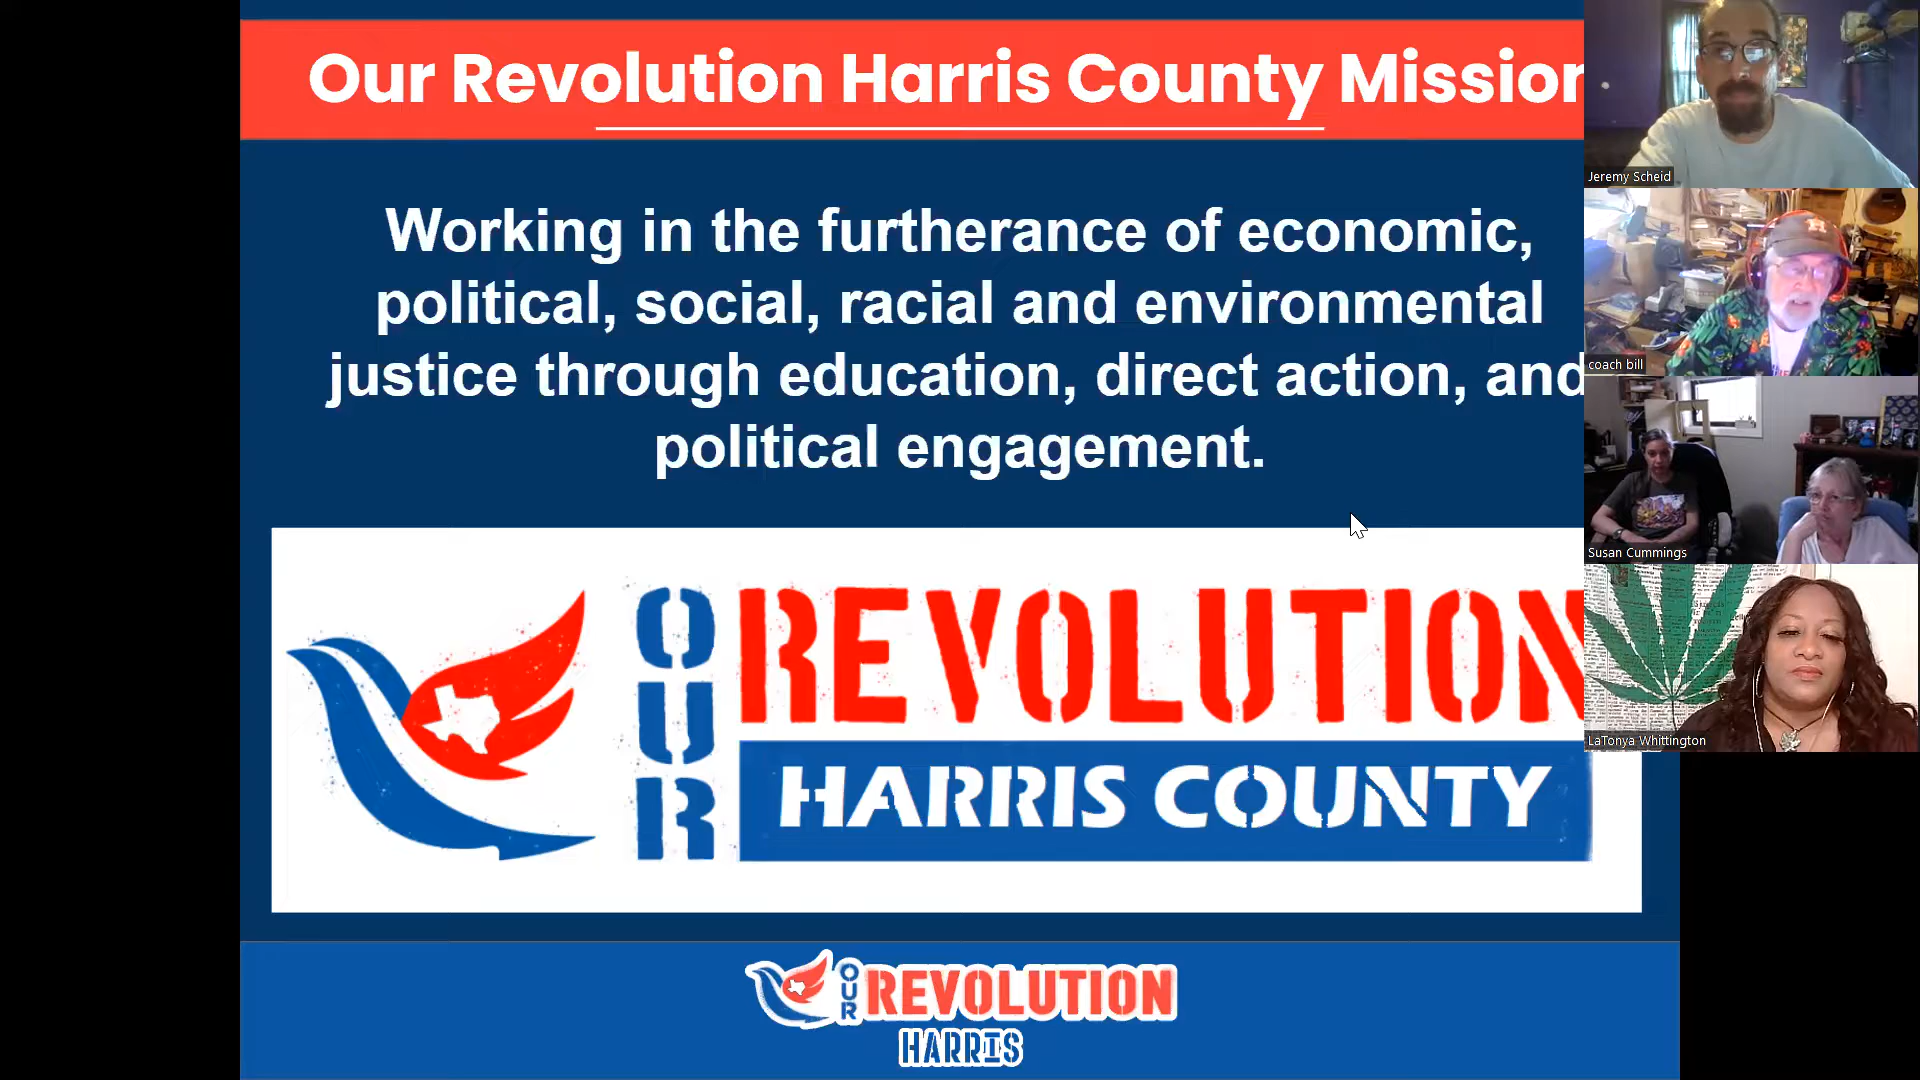 Our Revolution Harris County Mission
Working in the furtherance of economic,
political, social, racial and environmental
justice through education, direct action, and
political engagement.
OUR REVOLUTION
HARRIS COUNTY
OUR REVOLUTION
HARRIS
Jeremy Scheid
coach bill
Susan Cummings
LaTonya Whittington